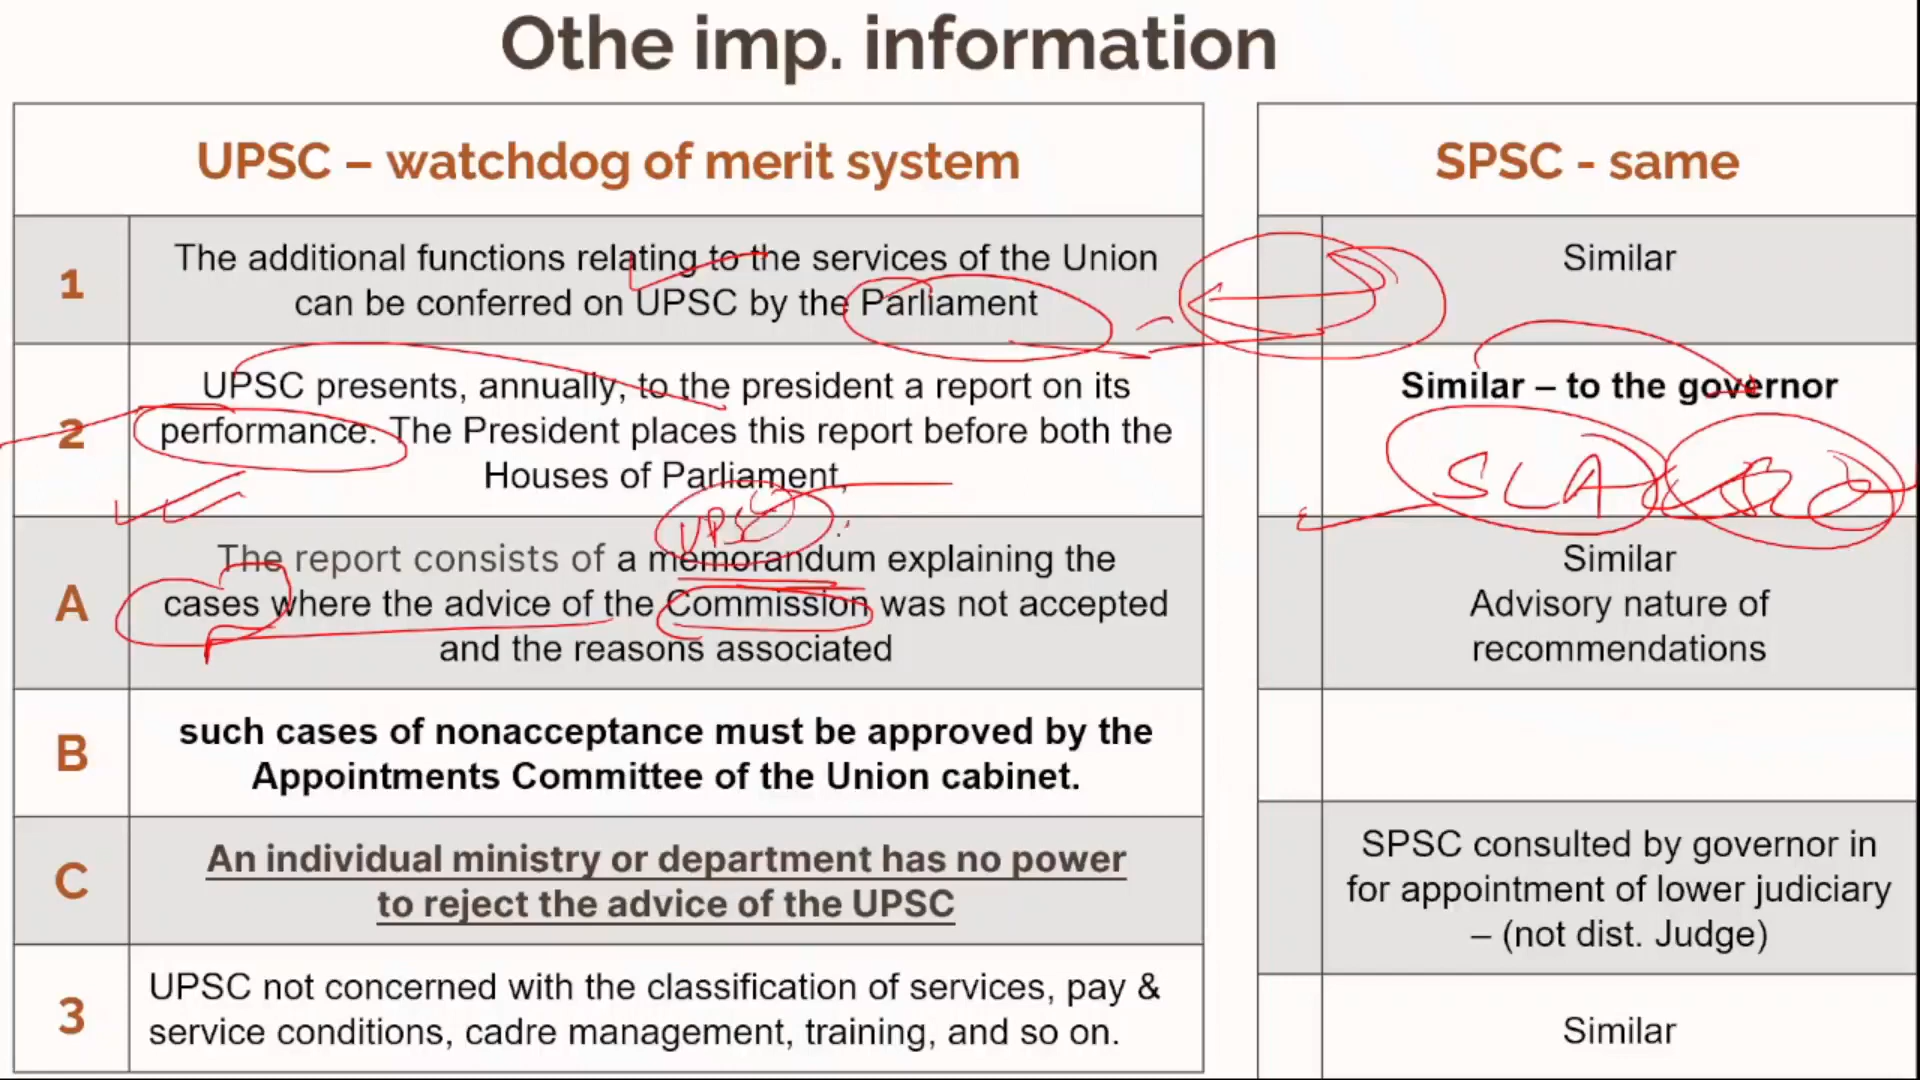 Othe imp. information
UPSC – watchdog of merit system
1
The additional functions relating to the services of the Union
can be conferred on UPSC by the Parliament
2
UPSC presents, annually, to the president a report on its
performance. The President places this report before both the
Houses of Parliament,
UPSC
A
The report consists of a memorandum explaining the
cases where the advice of the Commission was not accepted
and the reasons associated
B
such cases of nonacceptance must be approved by the
Appointments Committee of the Union cabinet.
C
An individual ministry or department has no power
to reject the advice of the UPSC
3
UPSC not concerned with the classification of services, pay &
service conditions, cadre management, training, and so on.
SPSC - same
Similar
Similar – to the governor
SLA
Similar
Advisory nature of
recommendations
SPSC consulted by governor in
for appointment of lower judiciary
– (not dist. Judge)
Similar